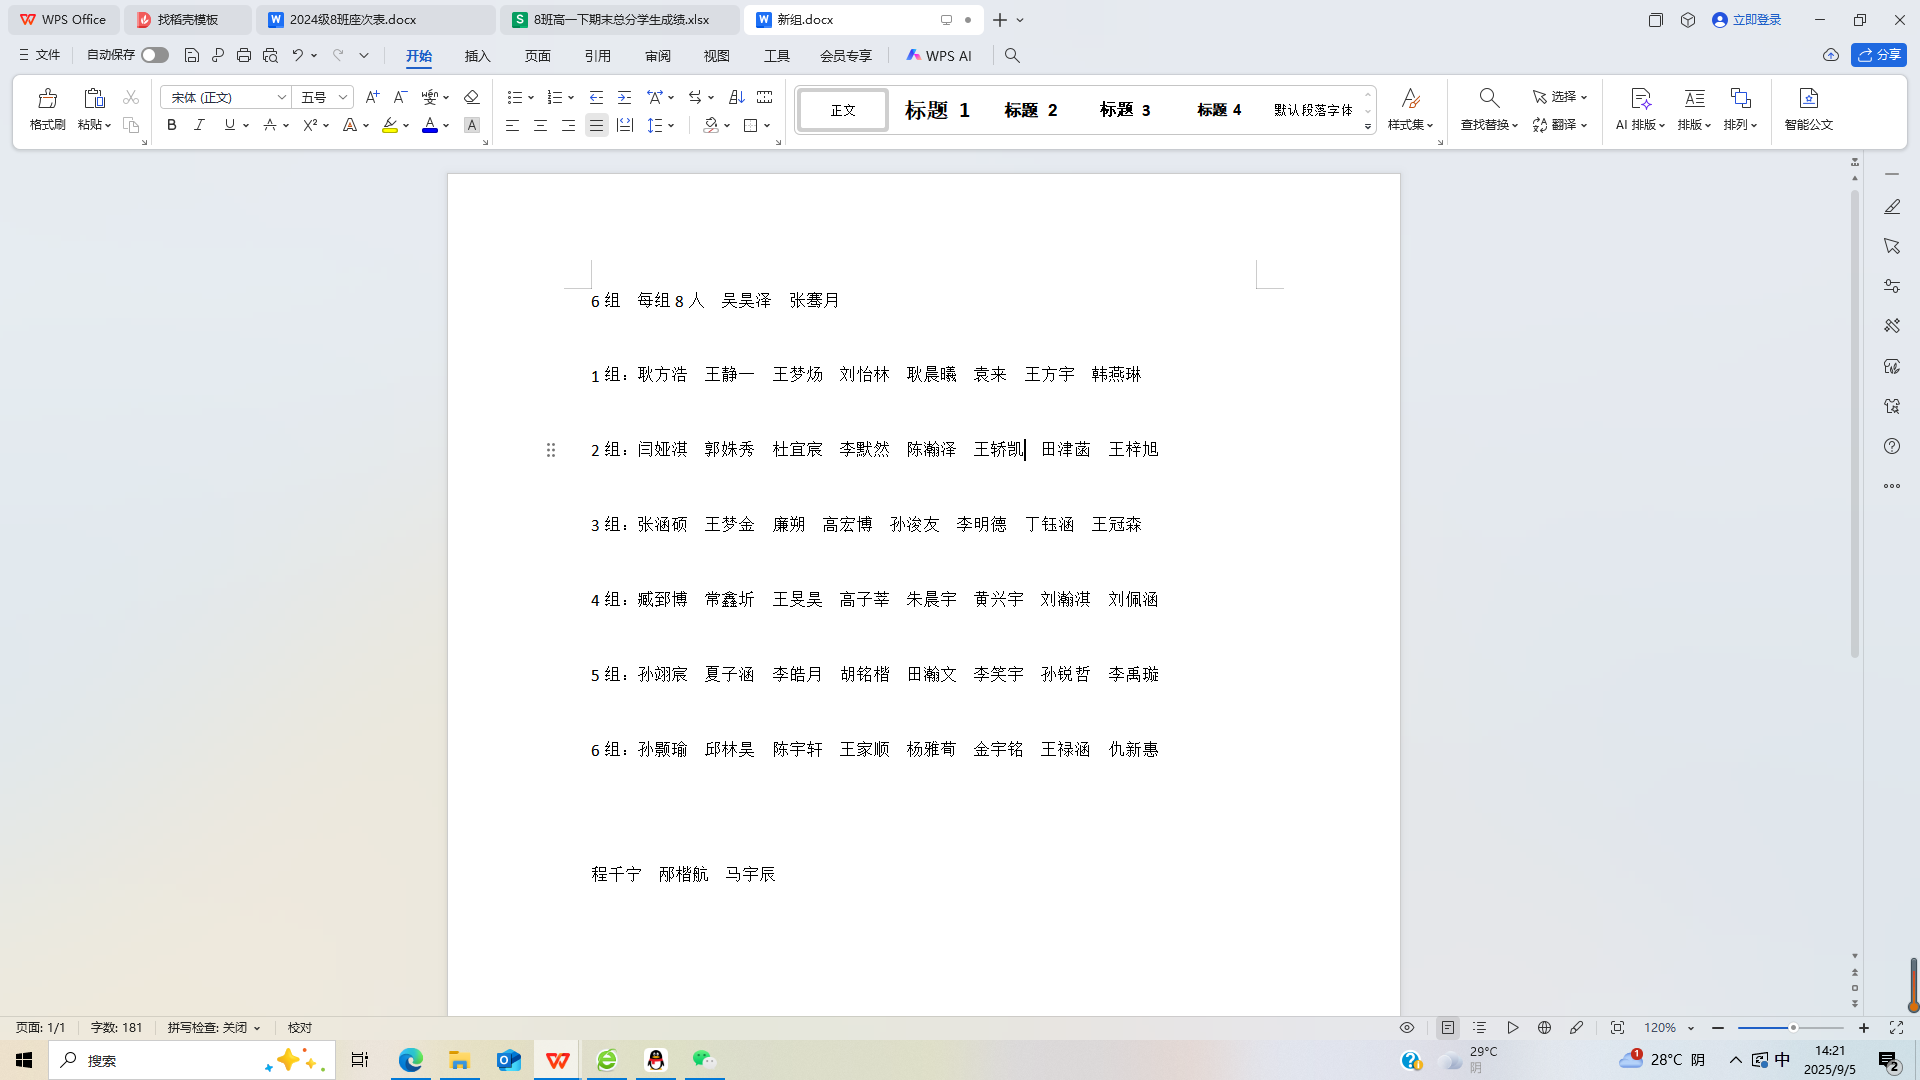 WPS Office 找稻壳模板 2024级8班座次表.docx 8班高一下期末总分学生成绩.xlsx 新组.docx 立即登录
文件 自动保存 开始 插入 页面 引用 审阅 视图 工具 会员专享 WPS AI 分享
格式刷 粘贴 宋体 (正文) 五号 正文 标题 1 标题 2 标题 3 标题 4 默认段落字体 样式集 查找替换 选择 翻译 AI 排版 排版 排列 智能公文
6 组 每组 8 人 吴昊泽 张骞月
1 组：耿方浩 王静一 王梦炀 刘怡林 耿晨曦 袁来 王方宇 韩燕琳
2 组：闫娅淇 郭姝秀 杜宜宸 李默然 陈瀚泽 王轿凯 田津菡 王梓旭
3 组：张涵硕 王梦金 廉朔 高宏博 孙浚友 李明德 丁钰涵 王冠森
4 组：臧郅博 常鑫圻 王旻昊 高子莘 朱晨宇 黄兴宇 刘瀚淇 刘佩涵
5 组：孙翊宸 夏子涵 李皓月 胡铭楷 田瀚文 李笑宇 孙锐哲 李禹璇
6 组：孙颢瑜 邱林昊 陈宇轩 王家顺 杨雅荀 金宇铭 王禄涵 仇新惠
程千宁 邴楷航 马宇辰
页面: 1/1 字数: 181 拼写检查: 关闭 校对 120%
搜索 29°C 阴 28°C 阴 中 14:21 2025/9/5 2